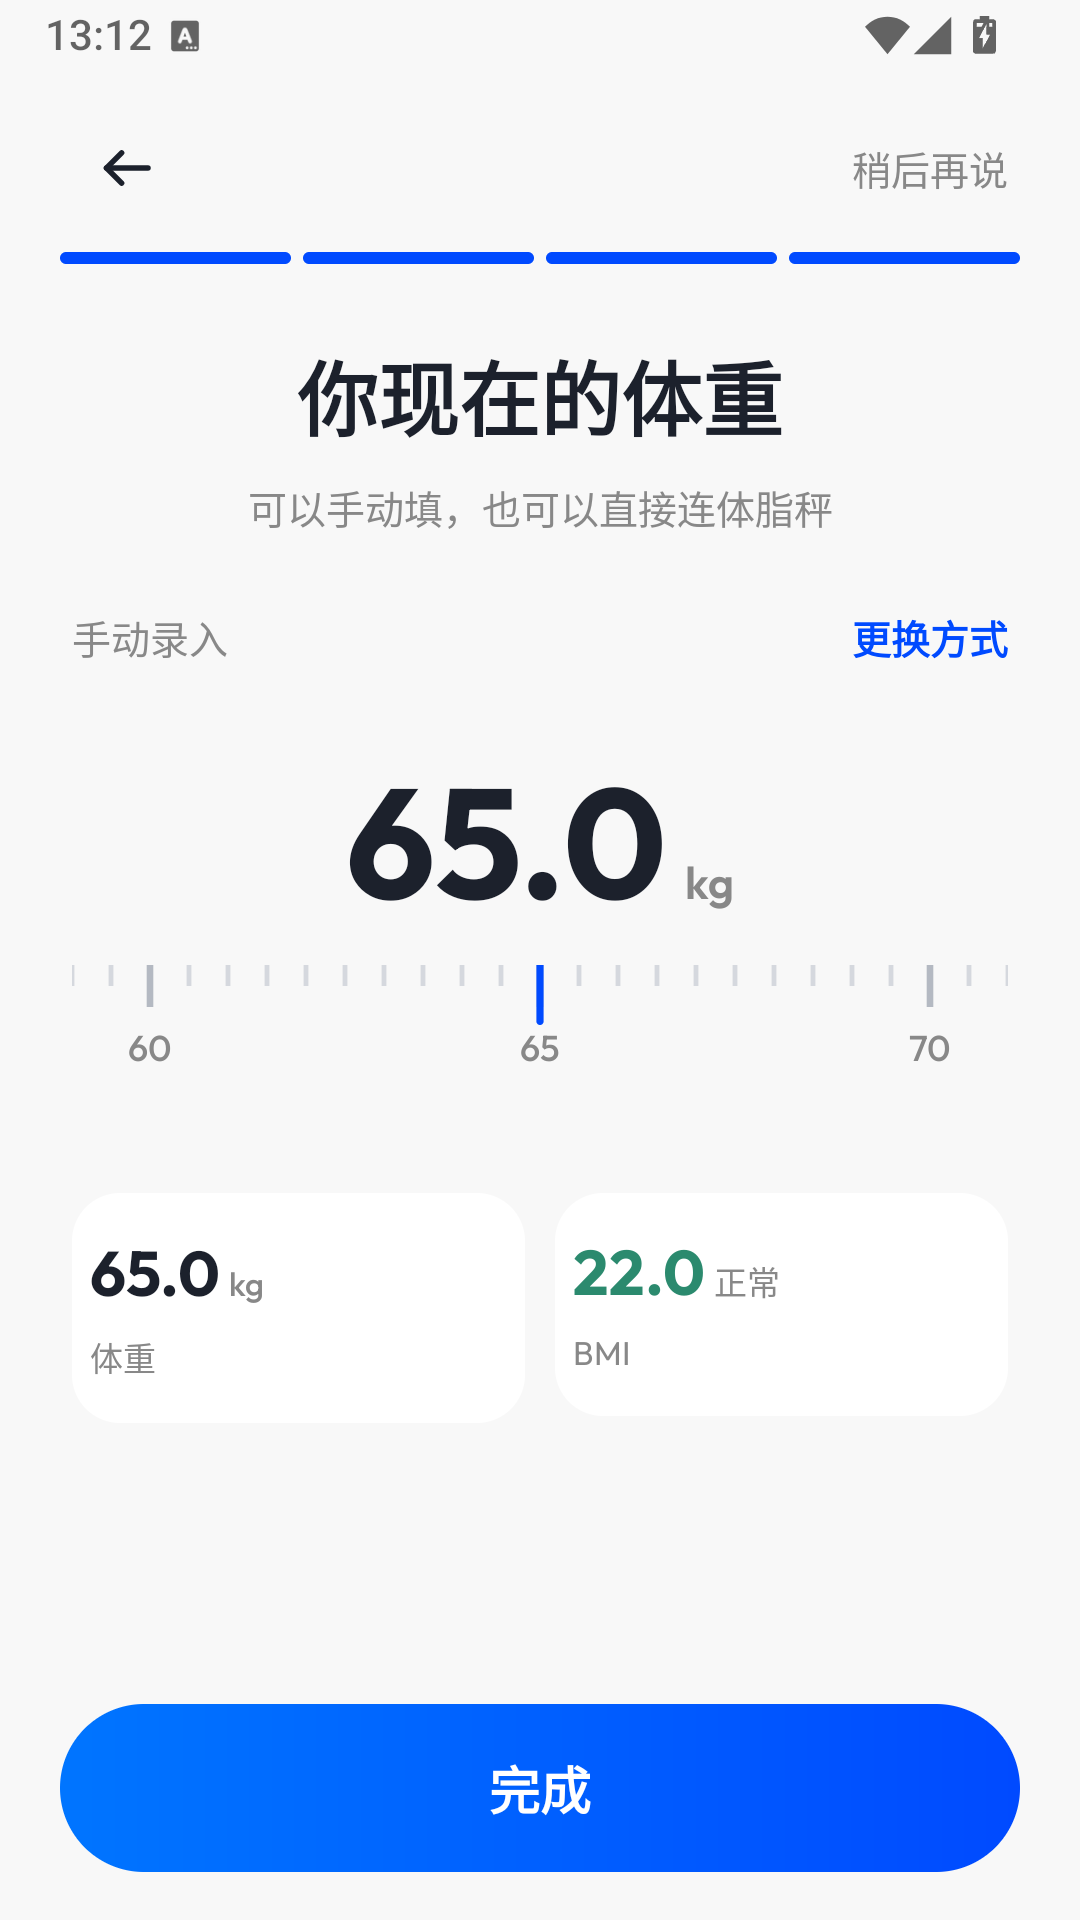 13:12
稍后再说
你现在的体重
可以手动填，也可以直接连体脂秤
手动录入 更换方式
65.0 kg
60 65 70
65.0 kg 22.0 正常
体重 BMI
完成